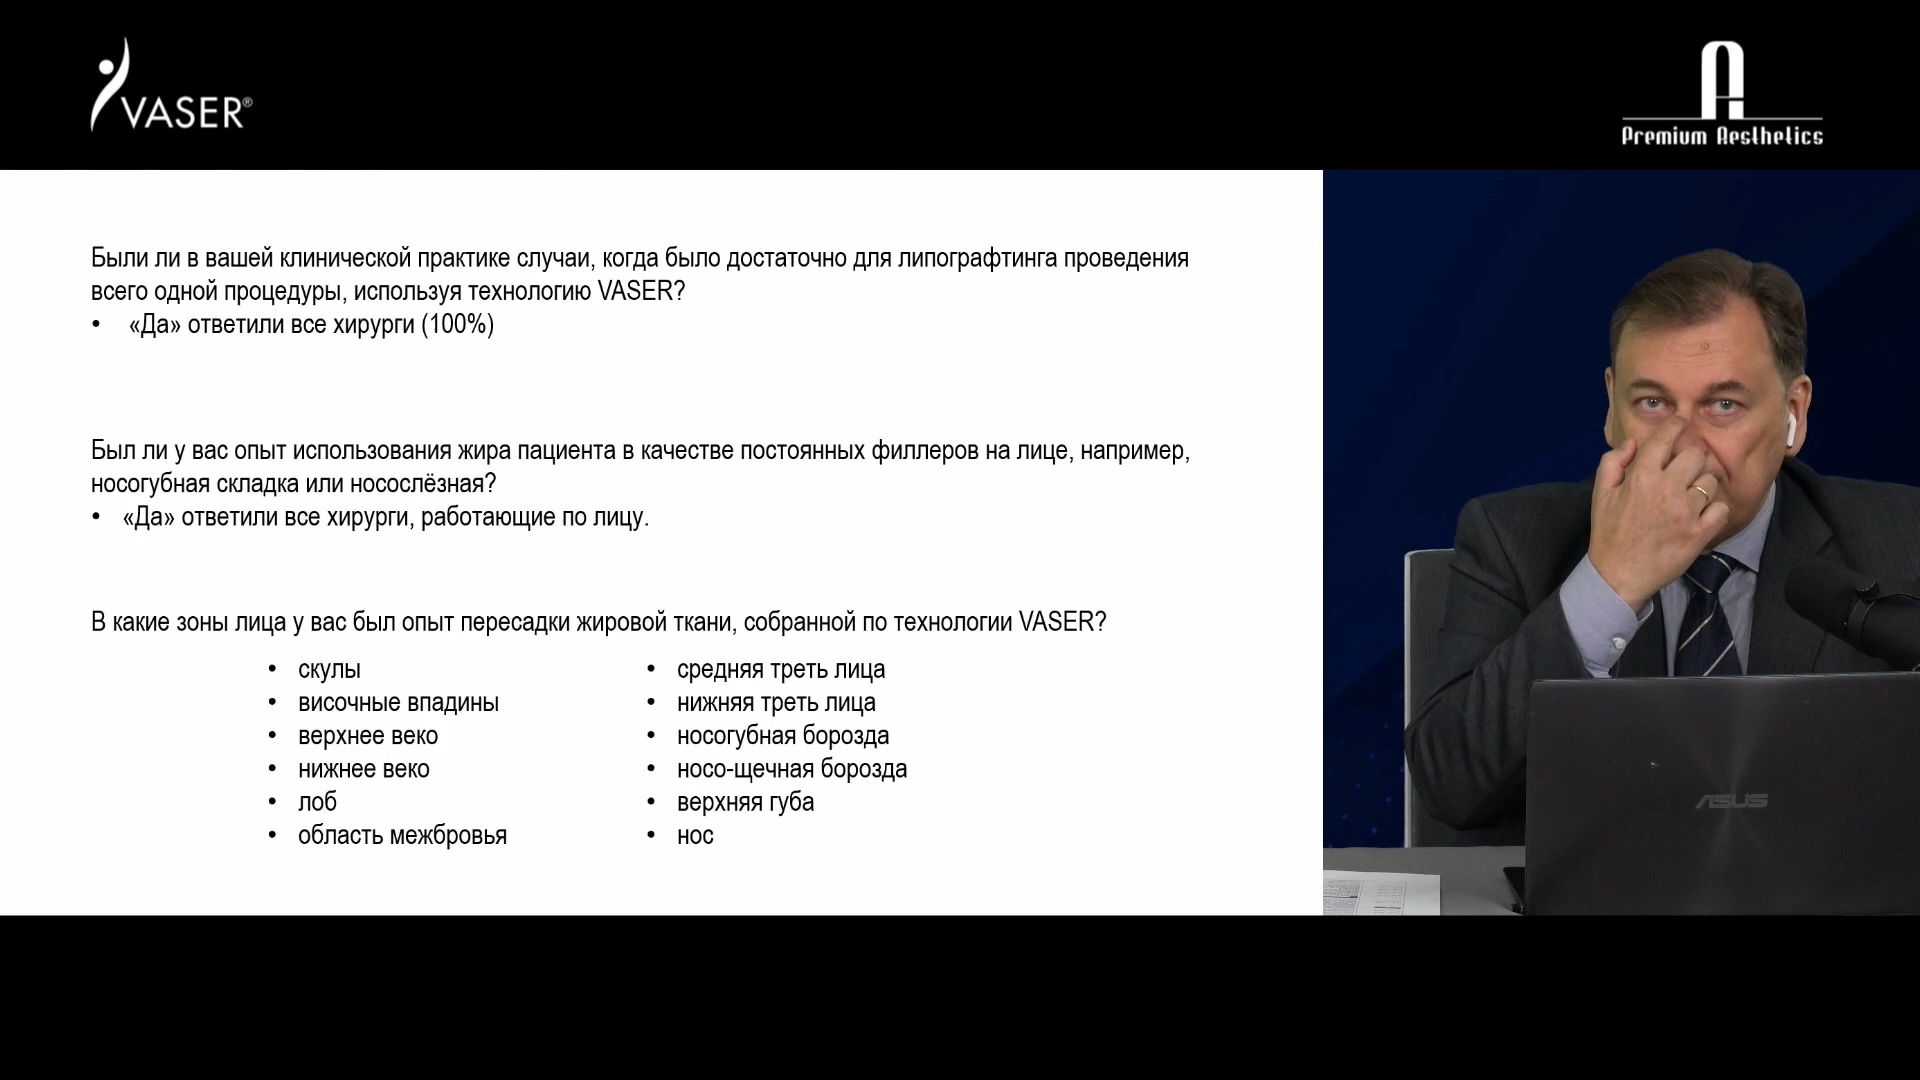 VASER®
Premium Aesthetics
Были ли в вашей клинической практике случаи, когда было достаточно для липографтинга проведения
всего одной процедуры, используя технологию VASER?
• «Да» ответили все хирурги (100%)
Был ли у вас опыт использования жира пациента в качестве постоянных филлеров на лице, например,
носогубная складка или носослёзная?
• «Да» ответили все хирурги, работающие по лицу.
В какие зоны лица у вас был опыт пересадки жировой ткани, собранной по технологии VASER?
• скулы
• височные впадины
• верхнее веко
• нижнее веко
• лоб
• область межбровья
• средняя треть лица
• нижняя треть лица
• носогубная борозда
• носо-щечная борозда
• верхняя губа
• нос
ASUS